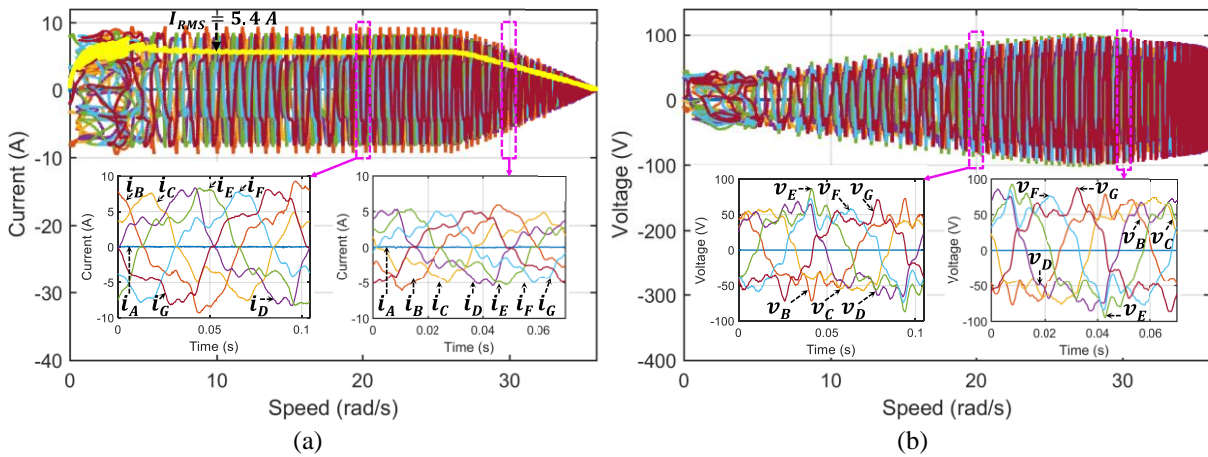 I_RMS = 5.4 A
10
0
-10
-20
-30
-40
Current (A)
0
10
20
30
Speed (rad/s)
i_B
i_C
i_E
i_F
i_A
i_G
i_D
10
5
0
-5
-10
Current (A)
0
0.05
0.1
Time (s)
10
5
0
-5
-10
Current (A)
i_A
i_B
i_C
i_D
i_E
i_F
i_G
0
0.02
0.04
0.06
Time (s)
(a)
100
0
-100
-200
-300
-400
Voltage (V)
0
10
20
30
Speed (rad/s)
v_E
v_F
v_G
v_B
v_C
v_D
100
50
0
-50
-100
Voltage (V)
0
0.05
0.1
Time (s)
100
50
0
-50
-100
Voltage (V)
v_F
v_G
v_B
v_C
v_D
v_E
0
0.02
0.04
0.06
Time (s)
(b)